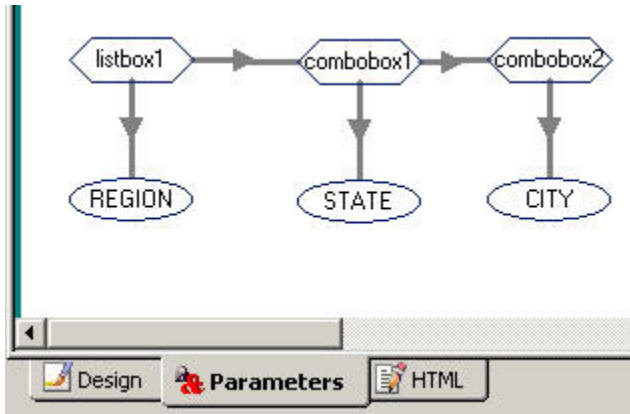 listbox1
combobox1
combobox2
REGION
STATE
CITY
Design
Parameters
HTML